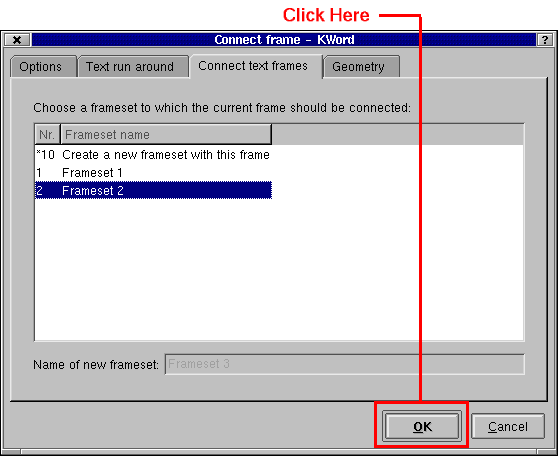 Click Here
Connect frame - KWord
?
Options Text run around Connect text frames Geometry
Choose a frameset to which the current frame should be connected:
Nr. Frameset name
*10 Create a new frameset with this frame
1 Frameset 1
2 Frameset 2
Name of new frameset: Frameset 3
OK Cancel